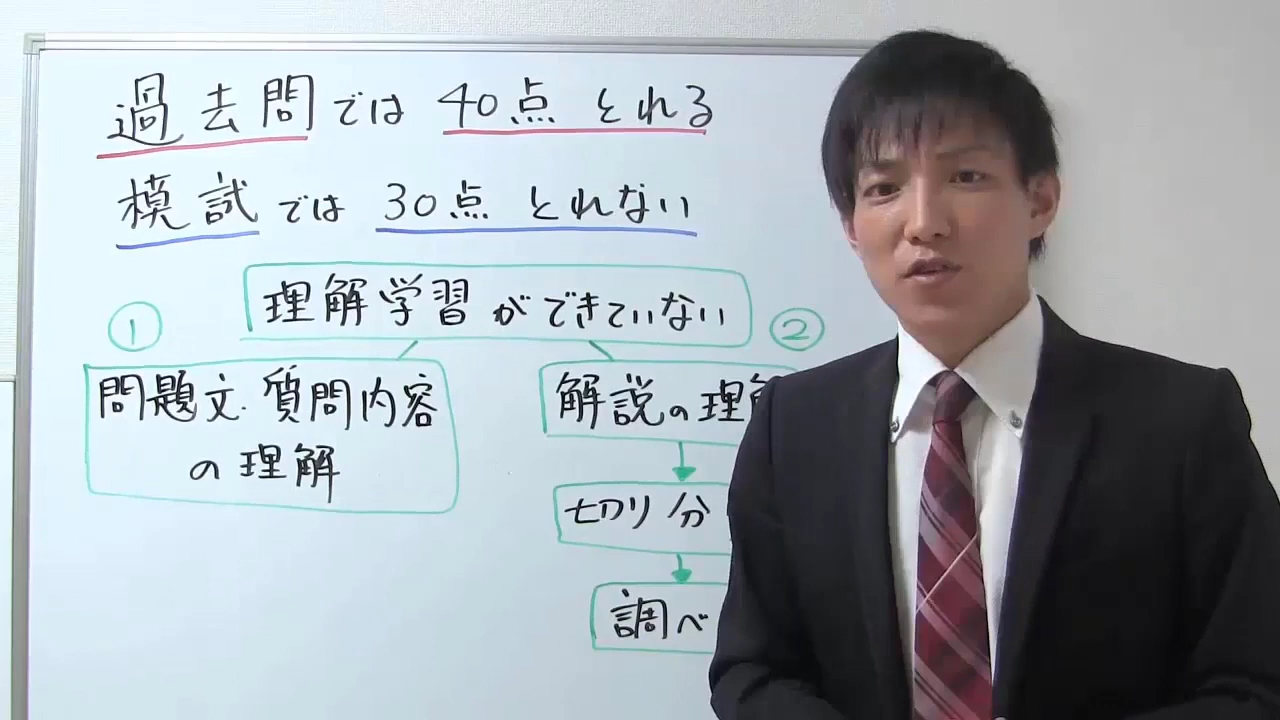 過去問では 40点 とれる
模試では 30点 とれない
理解学習ができていない
①
②
問題文・質問内容
の理解
解説の理解
切り分
調べ